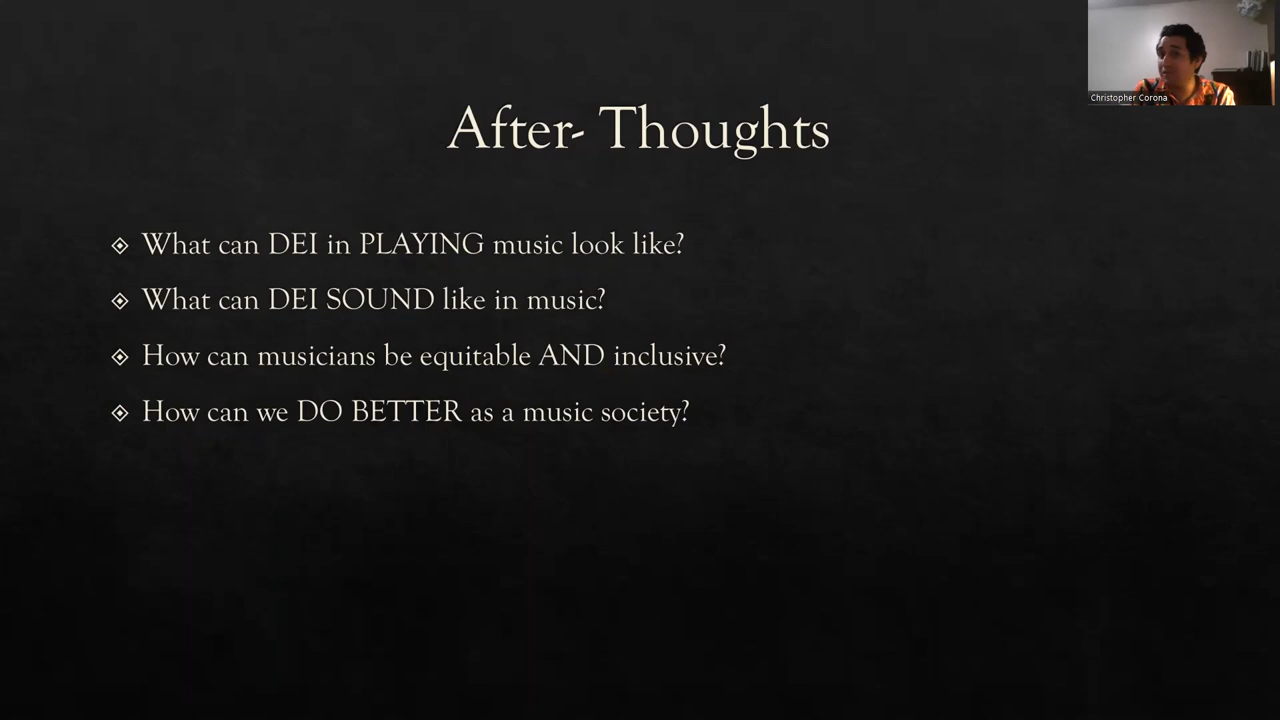 Christopher Corona
After- Thoughts
What can DEI in PLAYING music look like?
What can DEI SOUND like in music?
How can musicians be equitable AND inclusive?
How can we DO BETTER as a music society?